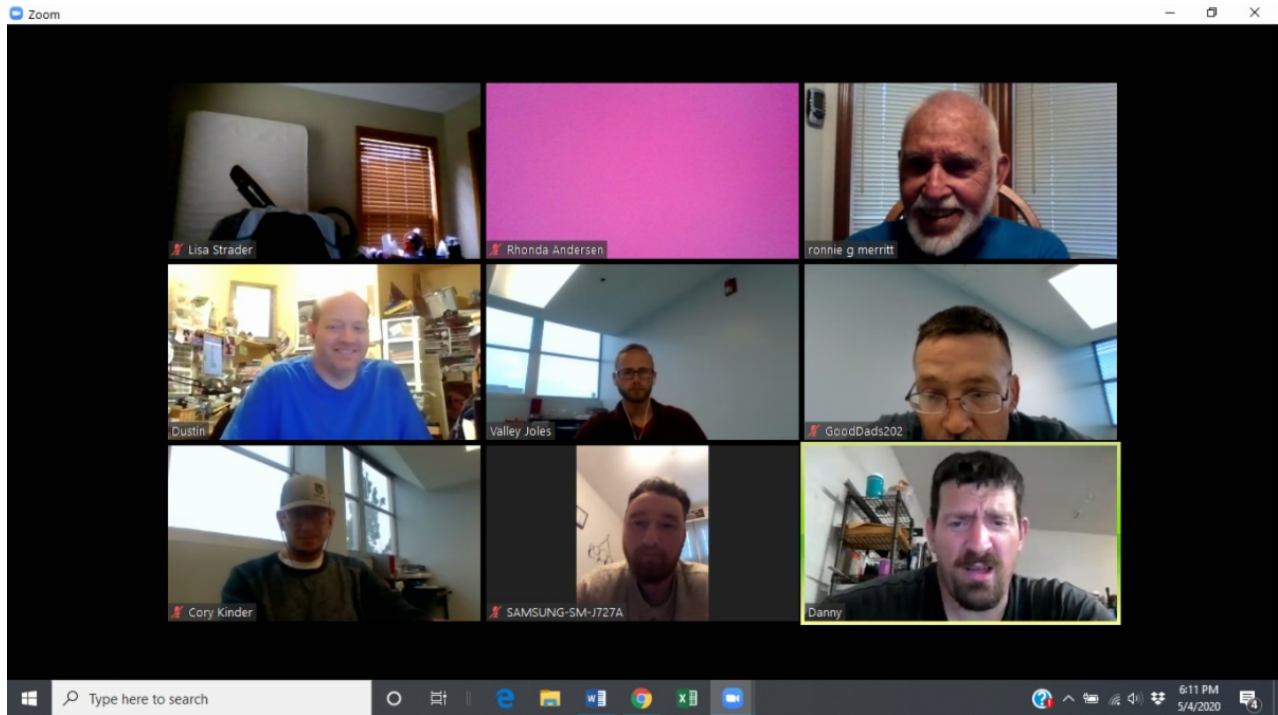 Zoom
Lisa Strader
Rhonda Andersen
ronnie g merritt
Dustin
Valley Joles
GoodDads202
Cory Kinder
SAMSUNG-SM-J727A
Danny
Type here to search
6:11 PM
5/4/2020
4